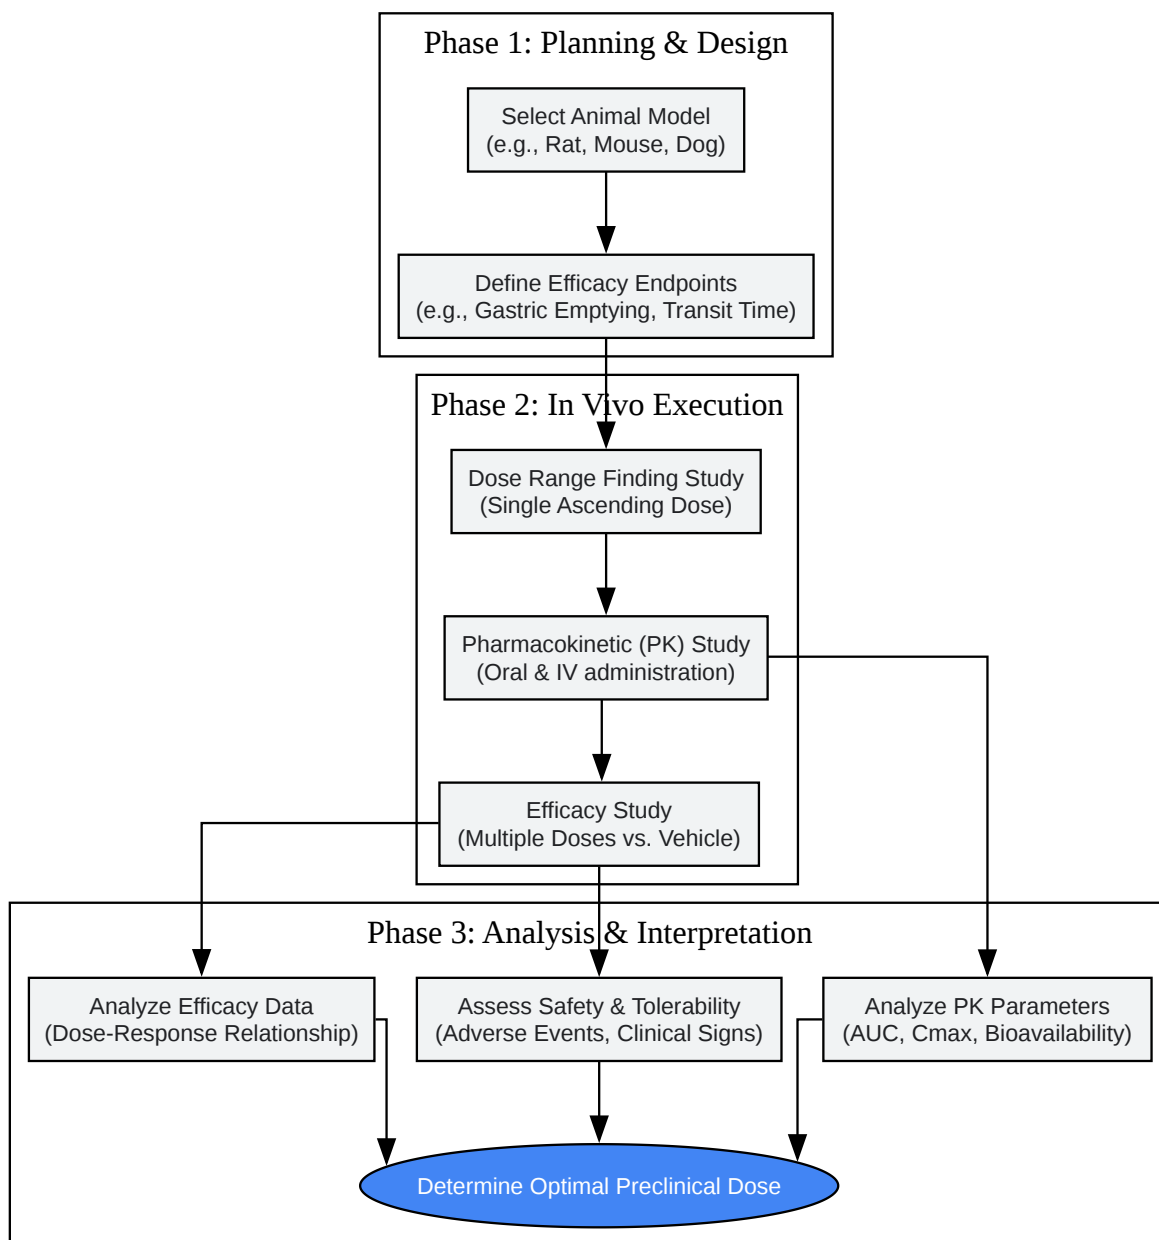 Phase 1: Planning & Design
Select Animal Model
(e.g., Rat, Mouse, Dog)
Define Efficacy Endpoints
(e.g., Gastric Emptying, Transit Time)
Phase 2: In Vivo Execution
Dose Range Finding Study
(Single Ascending Dose)
Pharmacokinetic (PK) Study
(Oral & IV administration)
Efficacy Study
(Multiple Doses vs. Vehicle)
Phase 3: Analysis & Interpretation
Analyze Efficacy Data
(Dose-Response Relationship)
Assess Safety & Tolerability
(Adverse Events, Clinical Signs)
Analyze PK Parameters
(AUC, Cmax, Bioavailability)
Determine Optimal Preclinical Dose